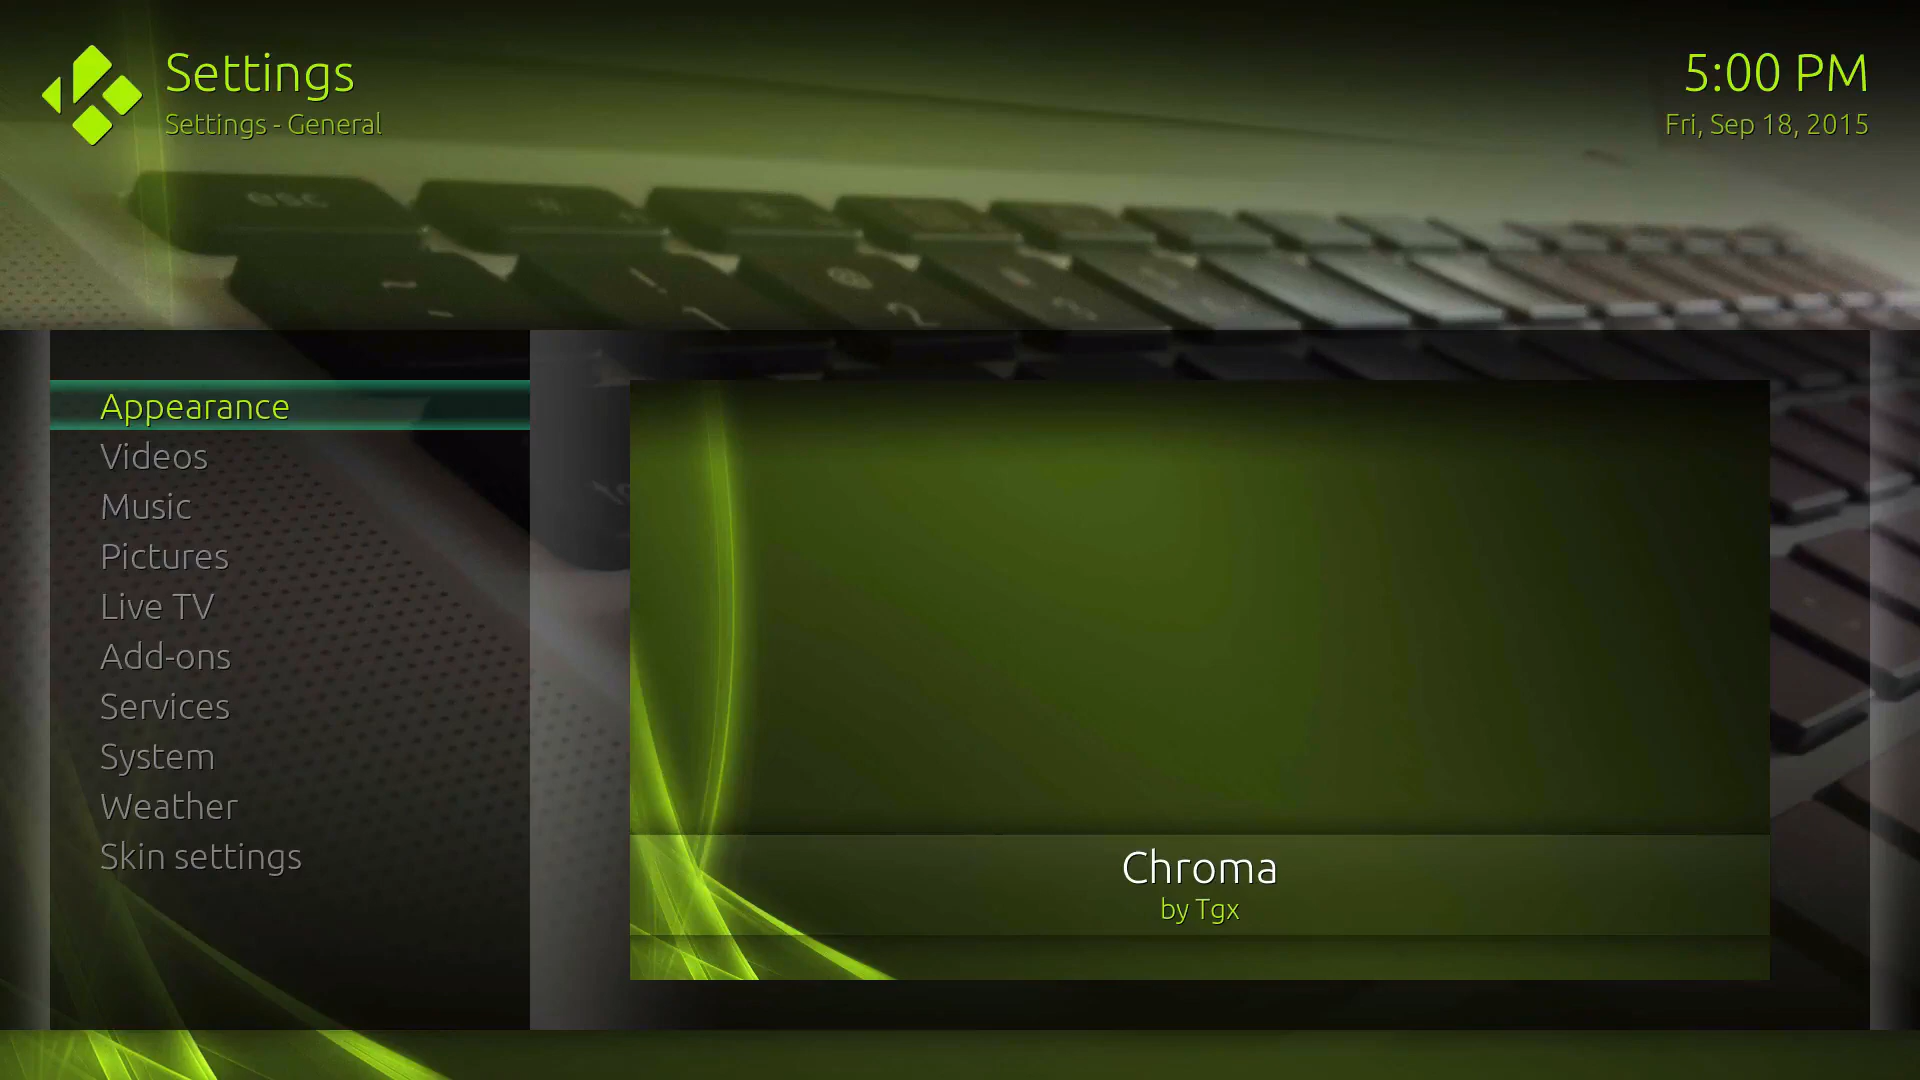 Settings
Settings - General
5:00 PM
Fri, Sep 18, 2015
esc
Appearance
Videos
Music
Pictures
Live TV
Add-ons
Services
System
Weather
Skin settings
Chroma
by Tgx